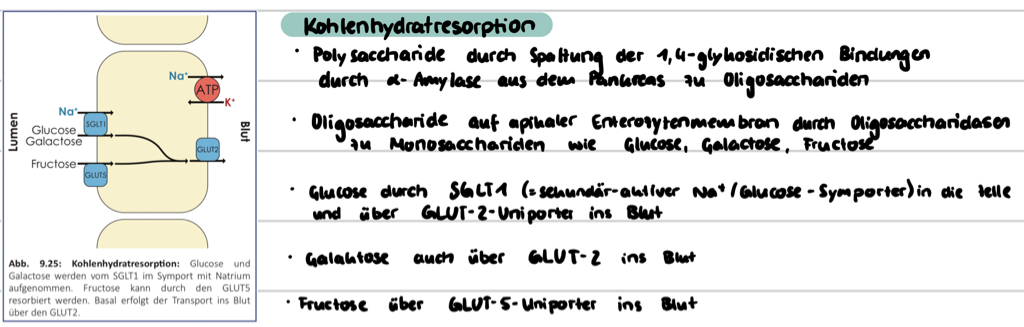 Lumen
Na⁺
SGLT1
Glucose
Galactose
Fructose
GLUT5
Na⁺
ATP
K⁺
GLUT2
Blut
Abb. 9.25: Kohlenhydratresorption: Glucose und
Galactose werden vom SGLT1 im Symport mit Natrium
aufgenommen. Fructose kann durch den GLUT5
resorbiert werden. Basal erfolgt der Transport ins Blut
über den GLUT2.
Kohlenhydratresorption
· Polysaccharide durch Spaltung der 1,4-glykosidischen Bindungen
durch α-Amylase aus dem Pankreas zu Oligosacchariden
· Oligosaccharide auf apikaler Enterozytenmembran durch Oligosaccharidasen
zu Monosacchariden wie Glucose, Galactose, Fructose
· Glucose durch SGLT1 (=sekundär-aktiver Na⁺/Glucose-Symporter) in die Zelle
und über GLUT-2-Uniporter ins Blut
· Galaktose auch über GLUT-2 ins Blut
· Fructose über GLUT-5-Uniporter ins Blut